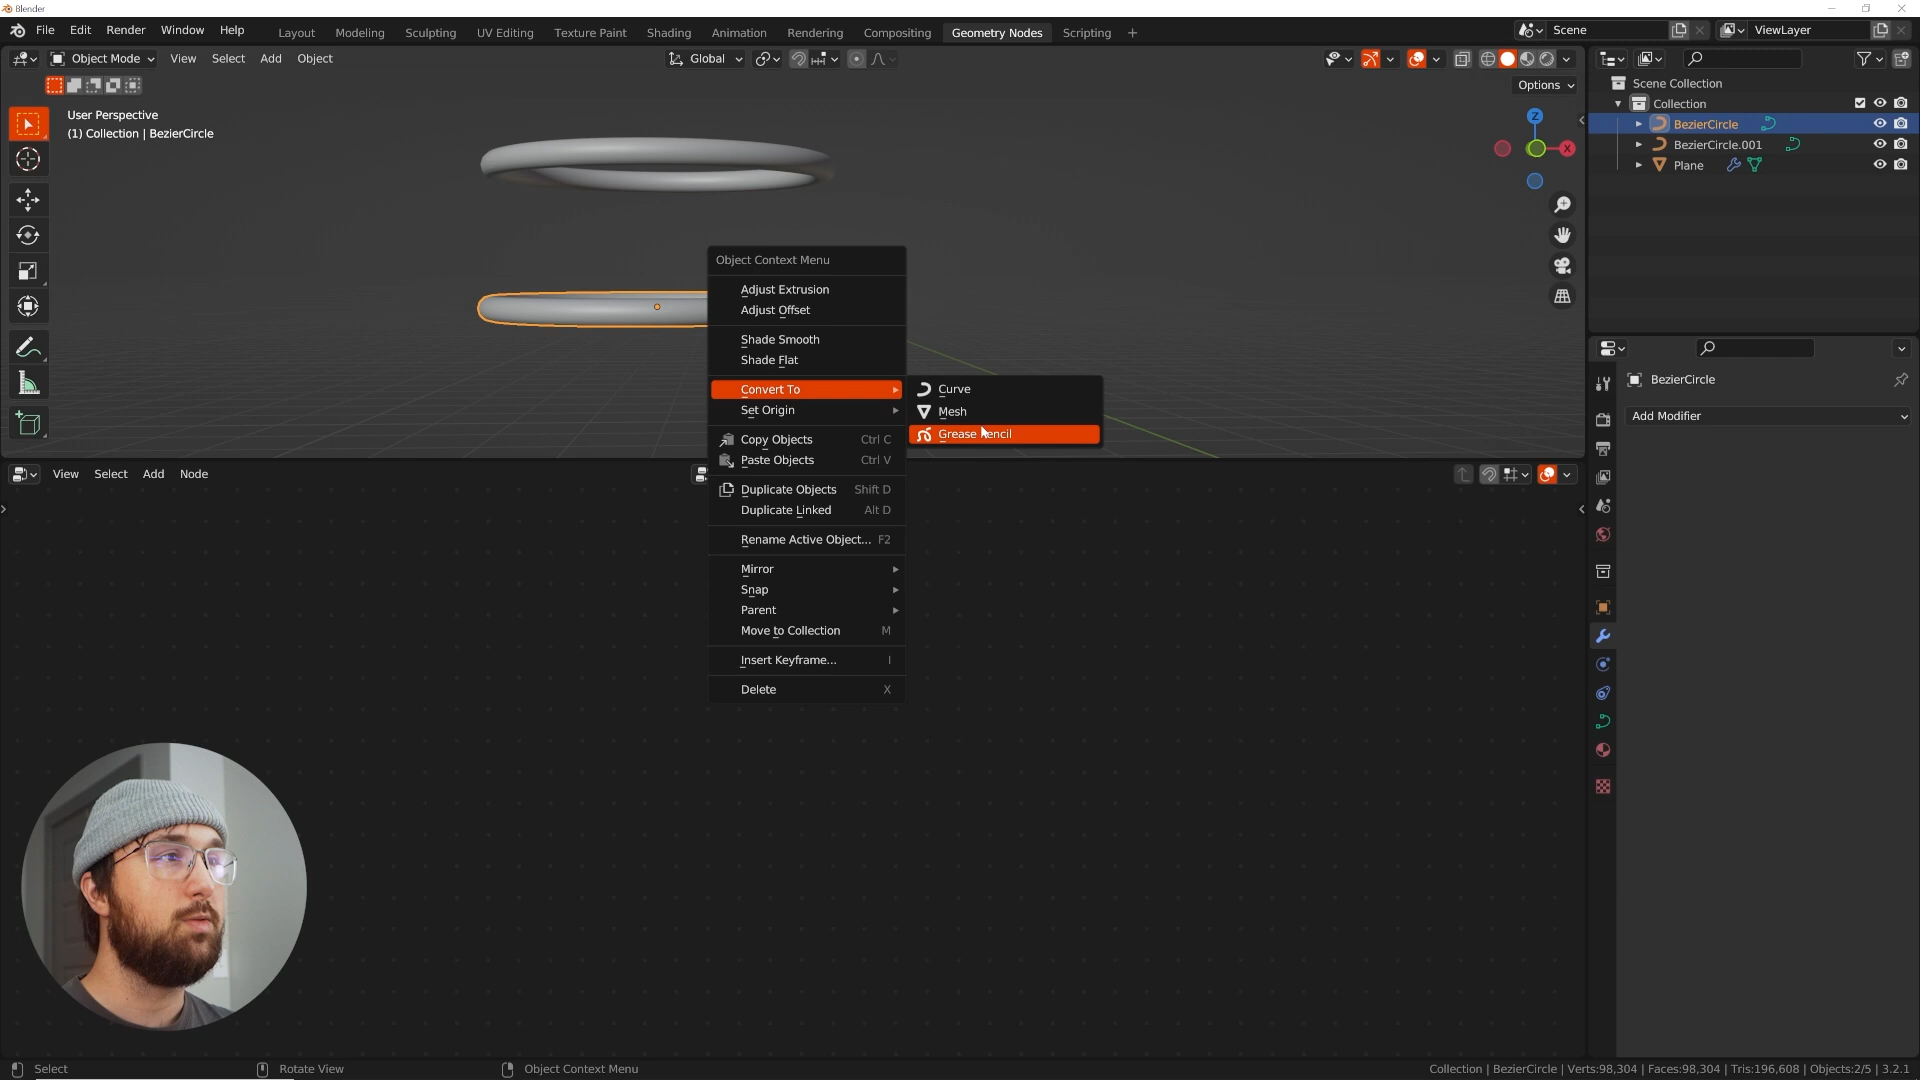 Blender
File Edit Render Window Help
Layout Modeling Sculpting UV Editing Texture Paint Shading Animation Rendering Compositing Geometry Nodes Scripting +
Scene
ViewLayer
Object Mode View Select Add Object
Global
Options
User Perspective
(1) Collection | BezierCircle
Z
X
Scene Collection
Collection
BezierCircle
BezierCircle.001
Plane
BezierCircle
Add Modifier
Object Context Menu
Adjust Extrusion
Adjust Offset
Shade Smooth
Shade Flat
Convert To
Set Origin
Copy Objects Ctrl C
Paste Objects Ctrl V
Duplicate Objects Shift D
Duplicate Linked Alt D
Rename Active Object... F2
Mirror
Snap
Parent
Move to Collection M
Insert Keyframe... I
Delete X
Curve
Mesh
Grease Pencil
View Select Add Node
Select
Rotate View
Object Context Menu
Collection | BezierCircle | Verts:98,304 | Faces:98,304 | Tris:196,608 | Objects:2/5 | 3.2.1